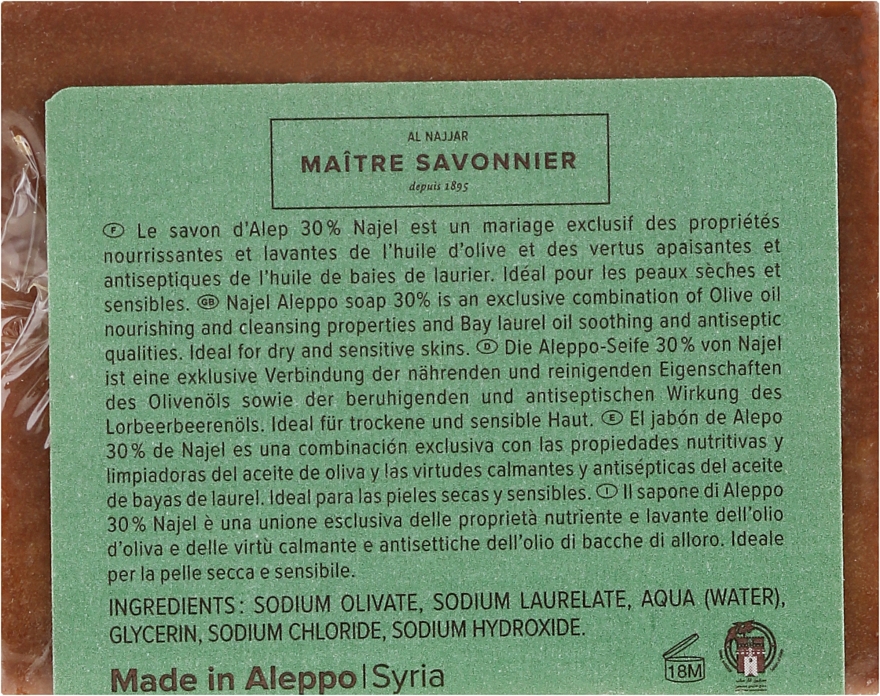 AL NAJJAR
MAÎTRE SAVONNIER
depuis 1895
F Le savon d'Alep 30% Najel est un mariage exclusif des propriétés
nourrissantes et lavantes de l'huile d'olive et des vertus apaisantes et
antiseptiques de l'huile de baies de laurier. Idéal pour les peaux sèches et
sensibles. GB Najel Aleppo soap 30% is an exclusive combination of Olive oil
nourishing and cleansing properties and Bay laurel oil soothing and antiseptic
qualities. Ideal for dry and sensitive skins. D Die Aleppo-Seife 30% von Najel
ist eine exklusive Verbindung der nährenden und reinigenden Eigenschaften
des Olivenöls sowie der beruhigenden und antiseptischen Wirkung des
Lorbeerbeerenöls. Ideal für trockene und sensible Haut. E El jabón de Alepo
30% de Najel es una combinación exclusiva con las propiedades nutritivas y
limpiadoras del aceite de oliva y las virtudes calmantes y antisépticas del aceite
de bayas de laurel. Ideal para las pieles secas y sensibles. I Il sapone di Aleppo
30% Najel è una unione esclusiva delle proprietà nutriente e lavante dell'olio
d'oliva e delle virtù calmante e antisettiche dell'olio di bacche di alloro. Ideale
per la pelle secca e sensibile.
INGREDIENTS: SODIUM OLIVATE, SODIUM LAURELATE, AQUA (WATER),
GLYCERIN, SODIUM CHLORIDE, SODIUM HYDROXIDE.
18M
Made in Aleppo | Syria